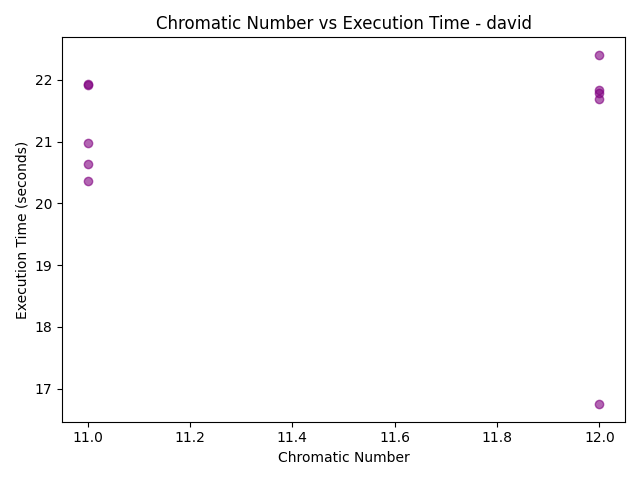 Chromatic Number vs Execution Time - david
Execution Time (seconds)
22
21
20
19
18
17
11.0 11.2 11.4 11.6 11.8 12.0
Chromatic Number